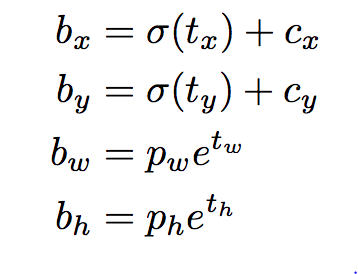 b_x = σ(t_x) + c_x
b_y = σ(t_y) + c_y
b_w = p_w e^{t_w}
b_h = p_h e^{t_h}